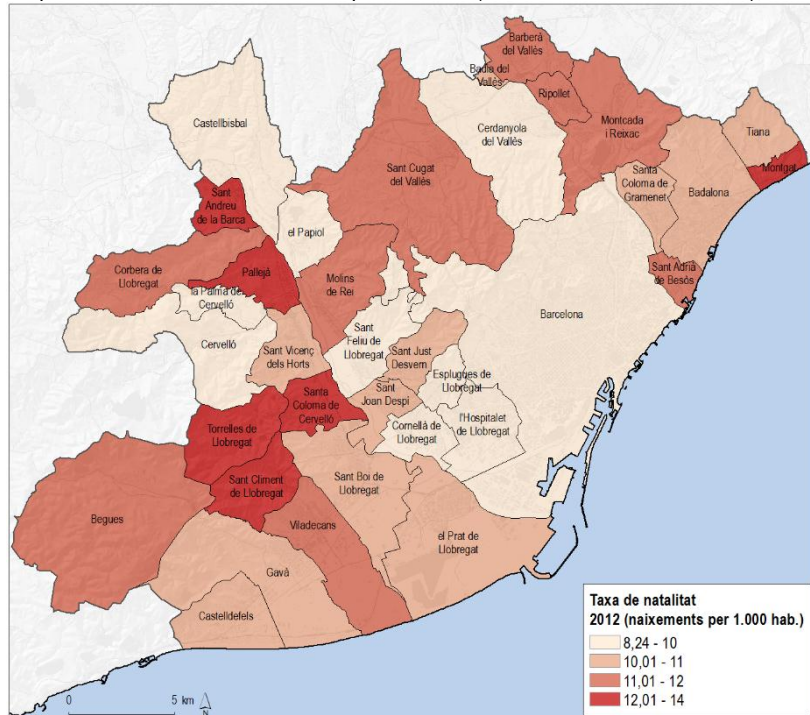 Barberà
del Vallès
Badia del
Vallès
Ripollet
Castellbisbal
Cerdanyola
del Vallès
Montcada
i Reixac
Tiana
Montgat
Sant Cugat
del Vallès
Santa
Coloma de
Gramenet
Badalona
Sant
Andreu
de la Barca
el Papiol
Corbera de
Llobregat
Pallejà
Molins
de Rei
Sant Adrià
de Besòs
la Palma de
Cervelló
Barcelona
Cervelló
Sant Vicenç
dels Horts
Sant
Feliu de
Llobregat
Sant Just
Desvern
Esplugues de
Llobregat
Santa
Coloma de
Cervelló
Sant
Joan Despí
Cornellà de
Llobregat
l'Hospitalet
de Llobregat
Torrelles de
Llobregat
Sant Climent
de Llobregat
Sant Boi de
Llobregat
Begues
Viladecans
el Prat de
Llobregat
Gavà
Castelldefels
Taxa de natalitat
2012 (naixements per 1.000 hab.)
8,24 - 10
10,01 - 11
11,01 - 12
12,01 - 14
0 5 km
N